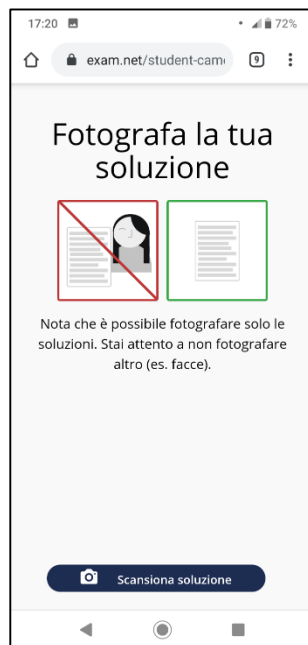 17:20 72%
exam.net/student-came 9
Fotografa la tua
soluzione
Nota che è possibile fotografare solo le
soluzioni. Stai attento a non fotografare
altro (es. facce).
Scansiona soluzione